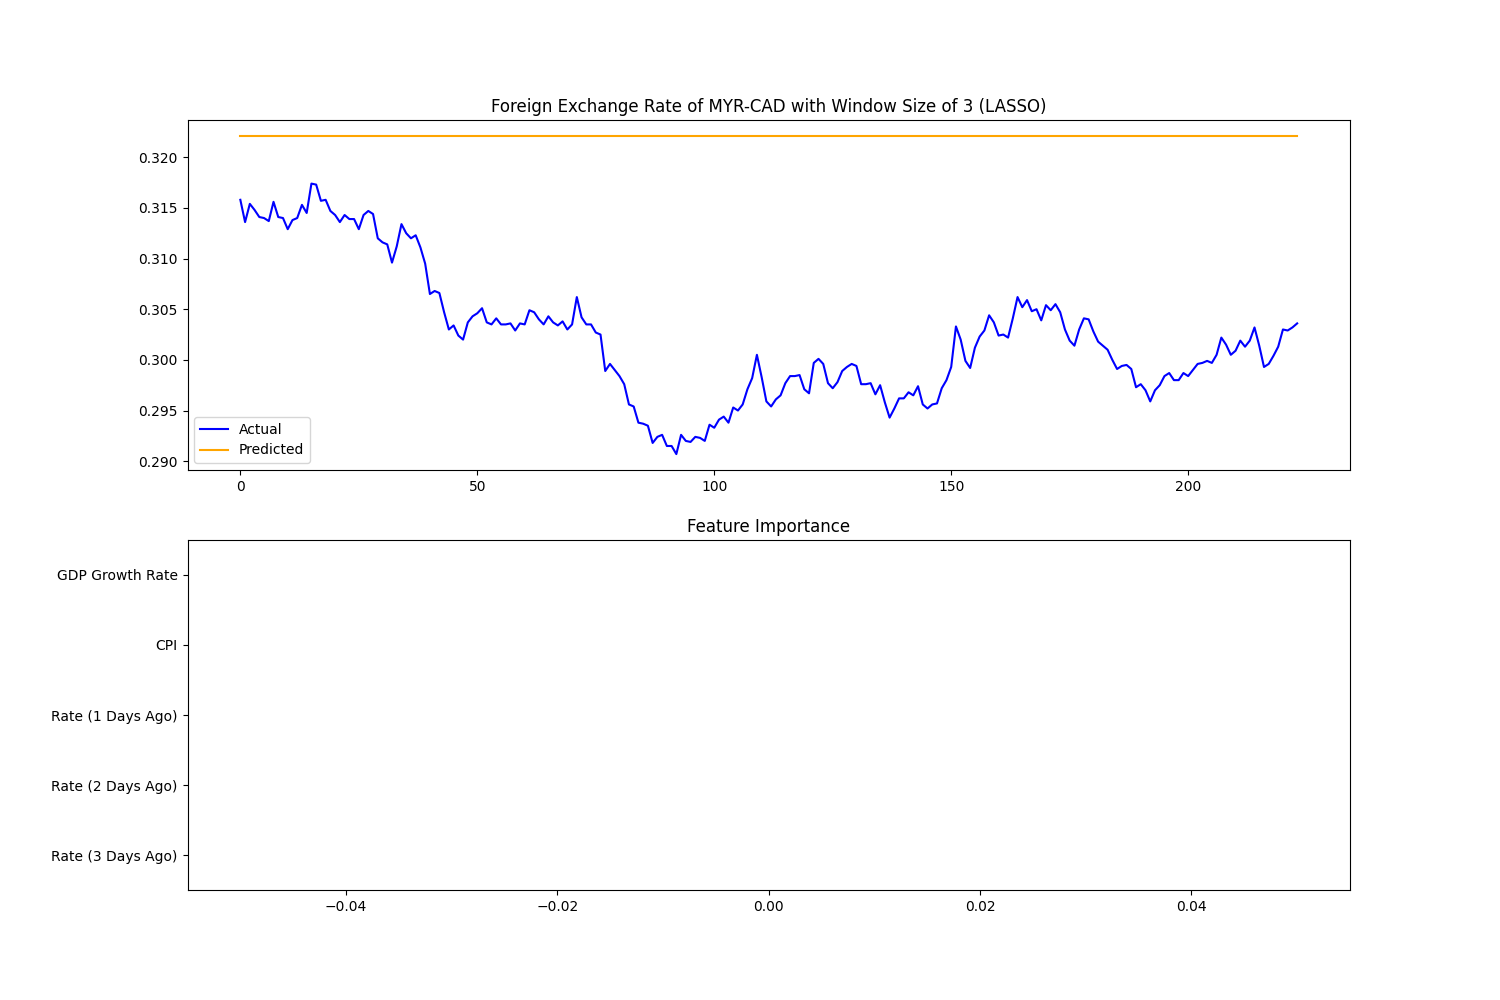 Foreign Exchange Rate of MYR-CAD with Window Size of 3 (LASSO)
0.320
0.315
0.310
0.305
0.300
0.295
0.290
Actual
Predicted
0 50 100 150 200
Feature Importance
GDP Growth Rate
CPI
Rate (1 Days Ago)
Rate (2 Days Ago)
Rate (3 Days Ago)
−0.04 −0.02 0.00 0.02 0.04